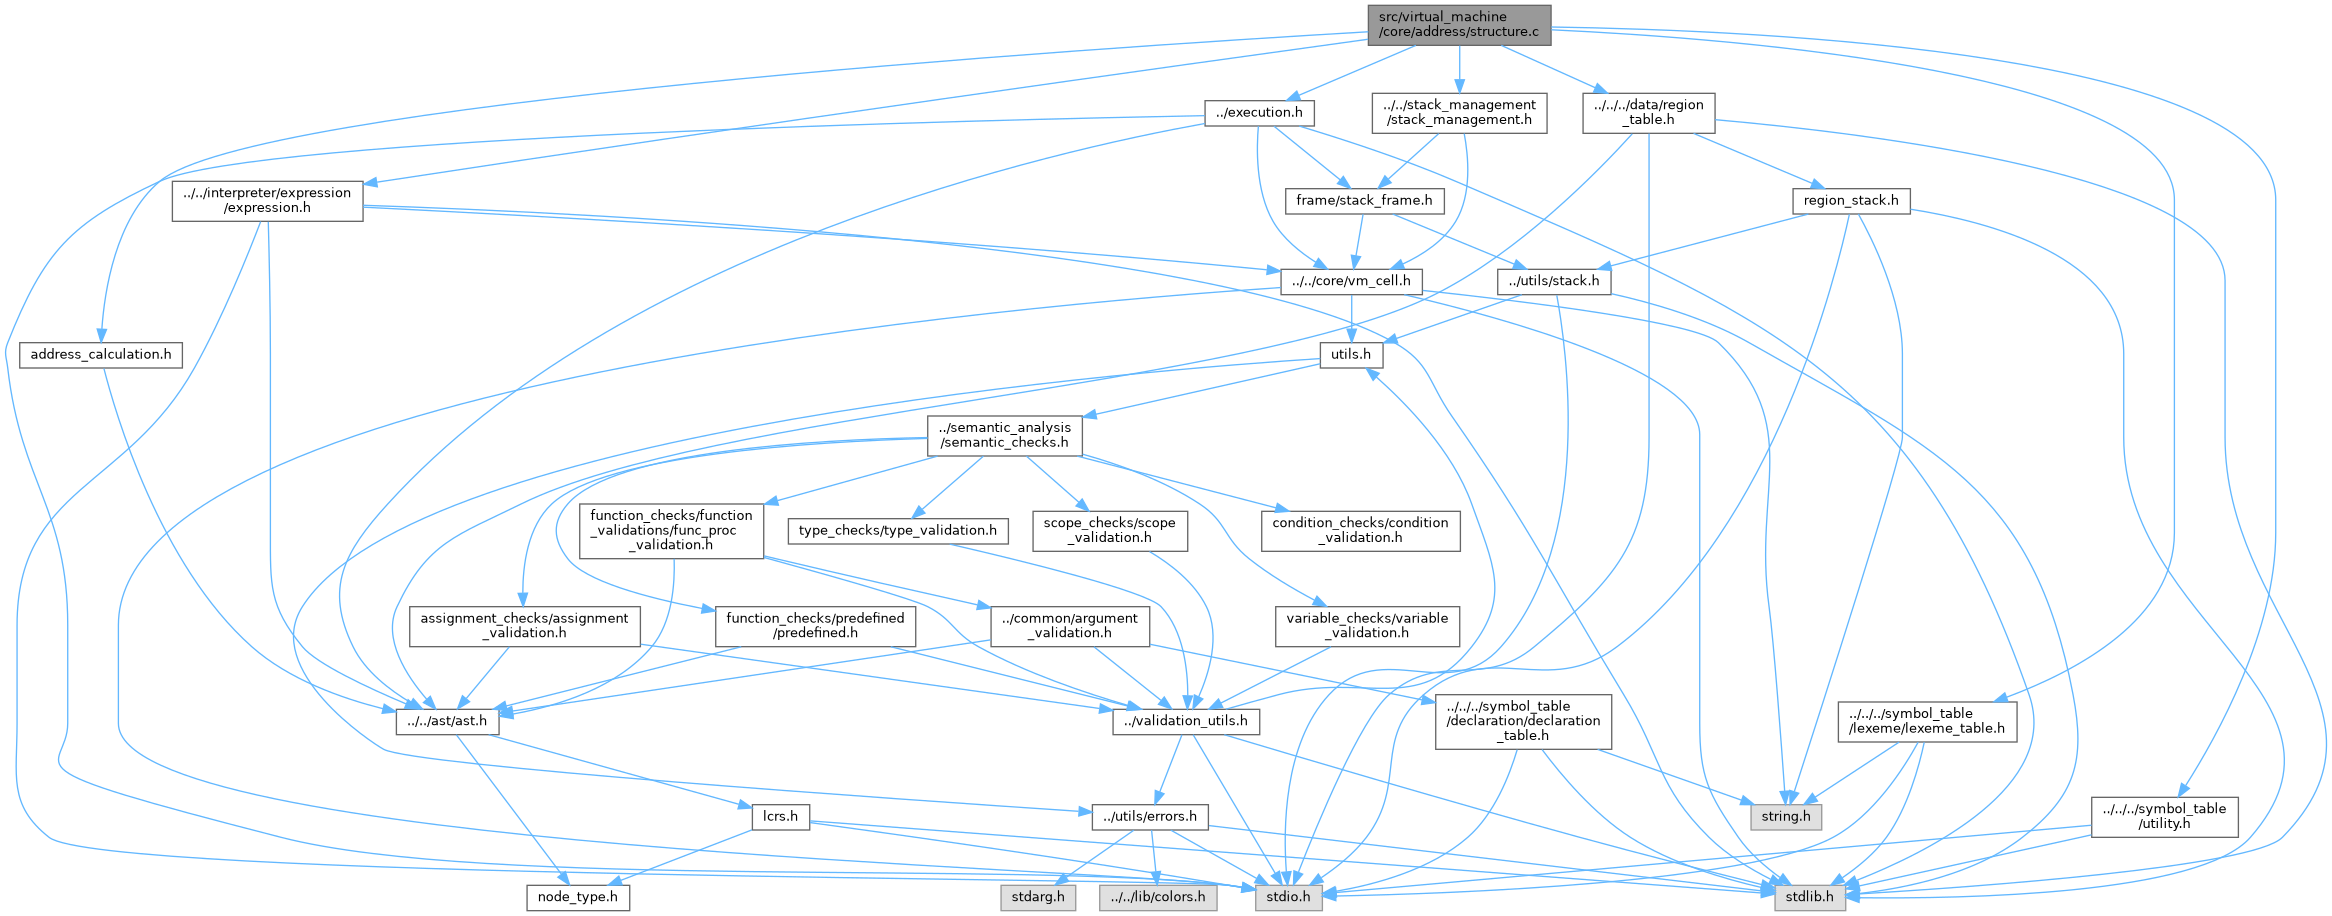 src/virtual_machine
/core/address/structure.c
../execution.h
../../stack_management
/stack_management.h
../../../data/region
_table.h
../../interpreter/expression
/expression.h
frame/stack_frame.h
region_stack.h
../../core/vm_cell.h
../utils/stack.h
address_calculation.h
utils.h
../semantic_analysis
/semantic_checks.h
function_checks/function
_validations/func_proc
_validation.h
type_checks/type_validation.h
scope_checks/scope
_validation.h
condition_checks/condition
_validation.h
assignment_checks/assignment
_validation.h
function_checks/predefined
/predefined.h
../common/argument
_validation.h
variable_checks/variable
_validation.h
../../ast/ast.h
../validation_utils.h
../../../symbol_table
/declaration/declaration
_table.h
../../../symbol_table
/lexeme/lexeme_table.h
lcrs.h
../utils/errors.h
string.h
../../../symbol_table
/utility.h
node_type.h
stdarg.h
../../lib/colors.h
stdio.h
stdlib.h